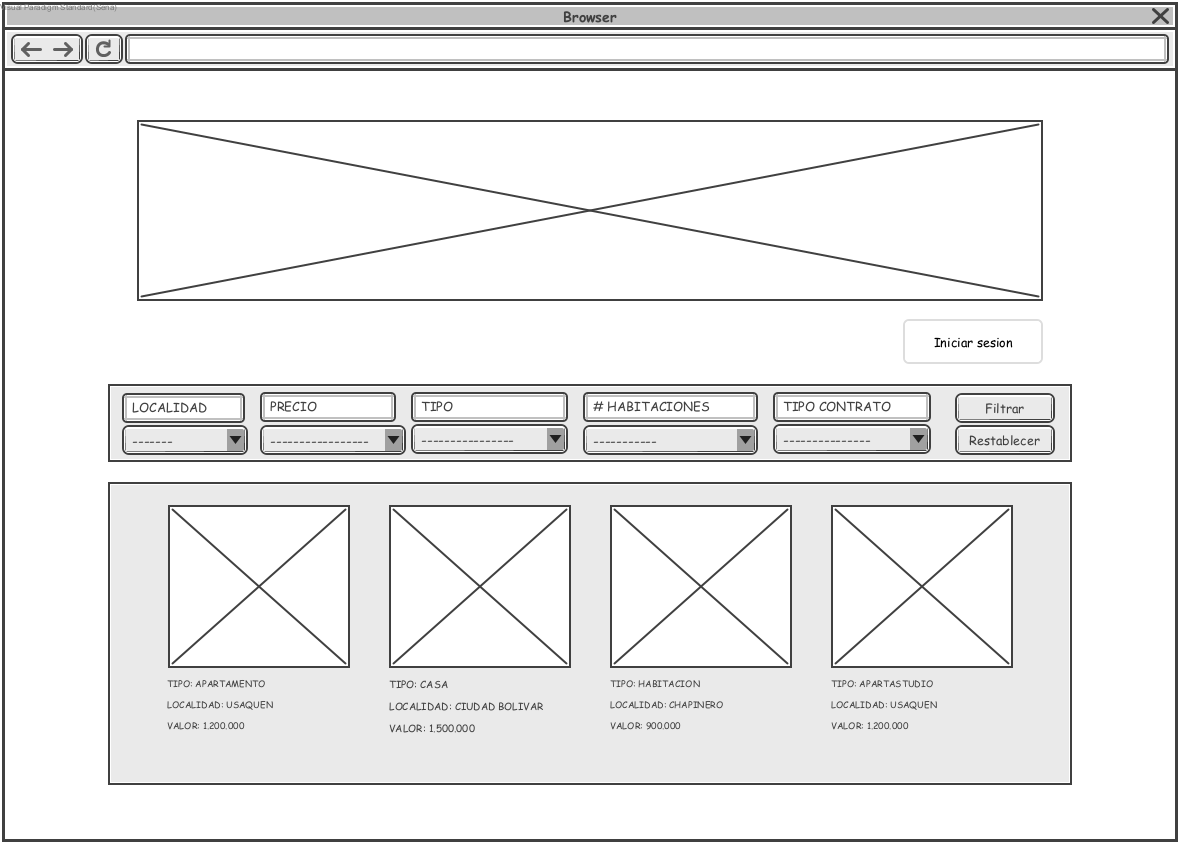 Visual Paradigm Standard(Seña)
Browser
Iniciar sesion
LOCALIDAD PRECIO TIPO # HABITACIONES TIPO CONTRATO Filtrar
------- ----------------- ---------------- ----------- --------------- Restablecer
TIPO: APARTAMENTO TIPO: CASA TIPO: HABITACION TIPO: APARTASTUDIO
LOCALIDAD: USAQUEN LOCALIDAD: CIUDAD BOLIVAR LOCALIDAD: CHAPINERO LOCALIDAD: USAQUEN
VALOR: 1.200.000 VALOR: 1.500.000 VALOR: 900.000 VALOR: 1.200.000